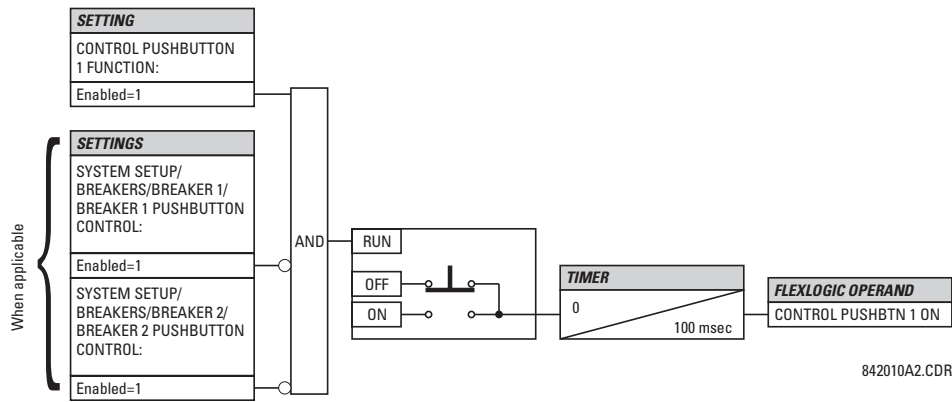 SETTING
CONTROL PUSHBUTTON
1 FUNCTION:
Enabled=1
When applicable
SETTINGS
SYSTEM SETUP/
BREAKERS/BREAKER 1/
BREAKER 1 PUSHBUTTON
CONTROL:
Enabled=1
SYSTEM SETUP/
BREAKERS/BREAKER 2/
BREAKER 2 PUSHBUTTON
CONTROL:
Enabled=1
AND
RUN
OFF
ON
TIMER
0
100 msec
FLEXLOGIC OPERAND
CONTROL PUSHBTN 1 ON
842010A2.CDR